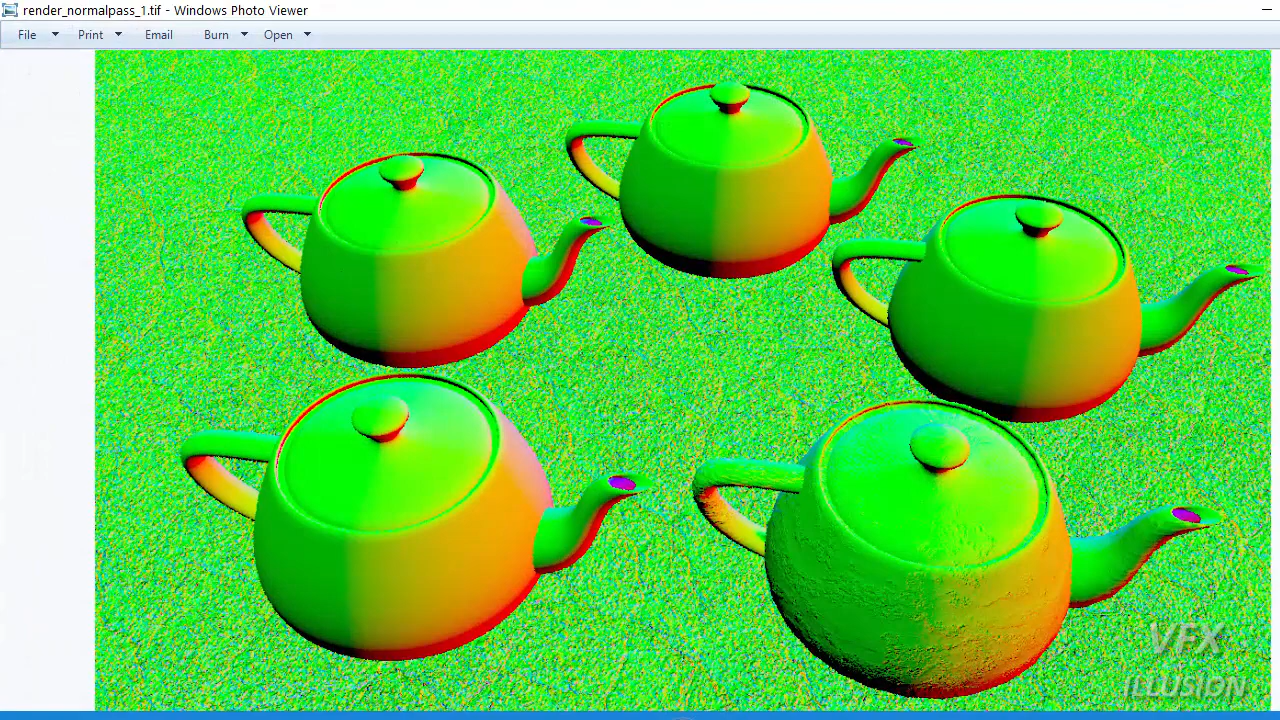 render_normalpass_1.tif - Windows Photo Viewer
File Print Email Burn Open
VFX
ILLUSION